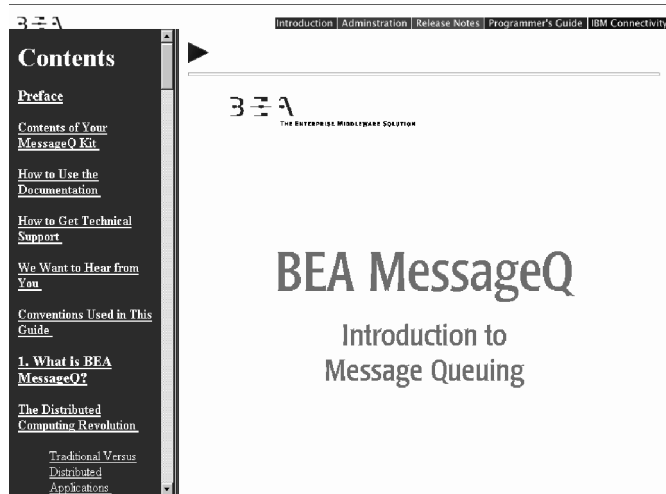 BEA
Introduction Adminstration Release Notes Programmer's Guide IBM Connectivity
Contents
Preface
Contents of Your
MessageQ Kit
How to Use the
Documentation
How to Get Technical
Support
We Want to Hear from
You
Conventions Used in This
Guide
1. What is BEA
MessageQ?
The Distributed
Computing Revolution
Traditional Versus
Distributed
Applications
BEA
THE ENTERPRISE MIDDLEWARE SOLUTION
BEA MessageQ
Introduction to
Message Queuing